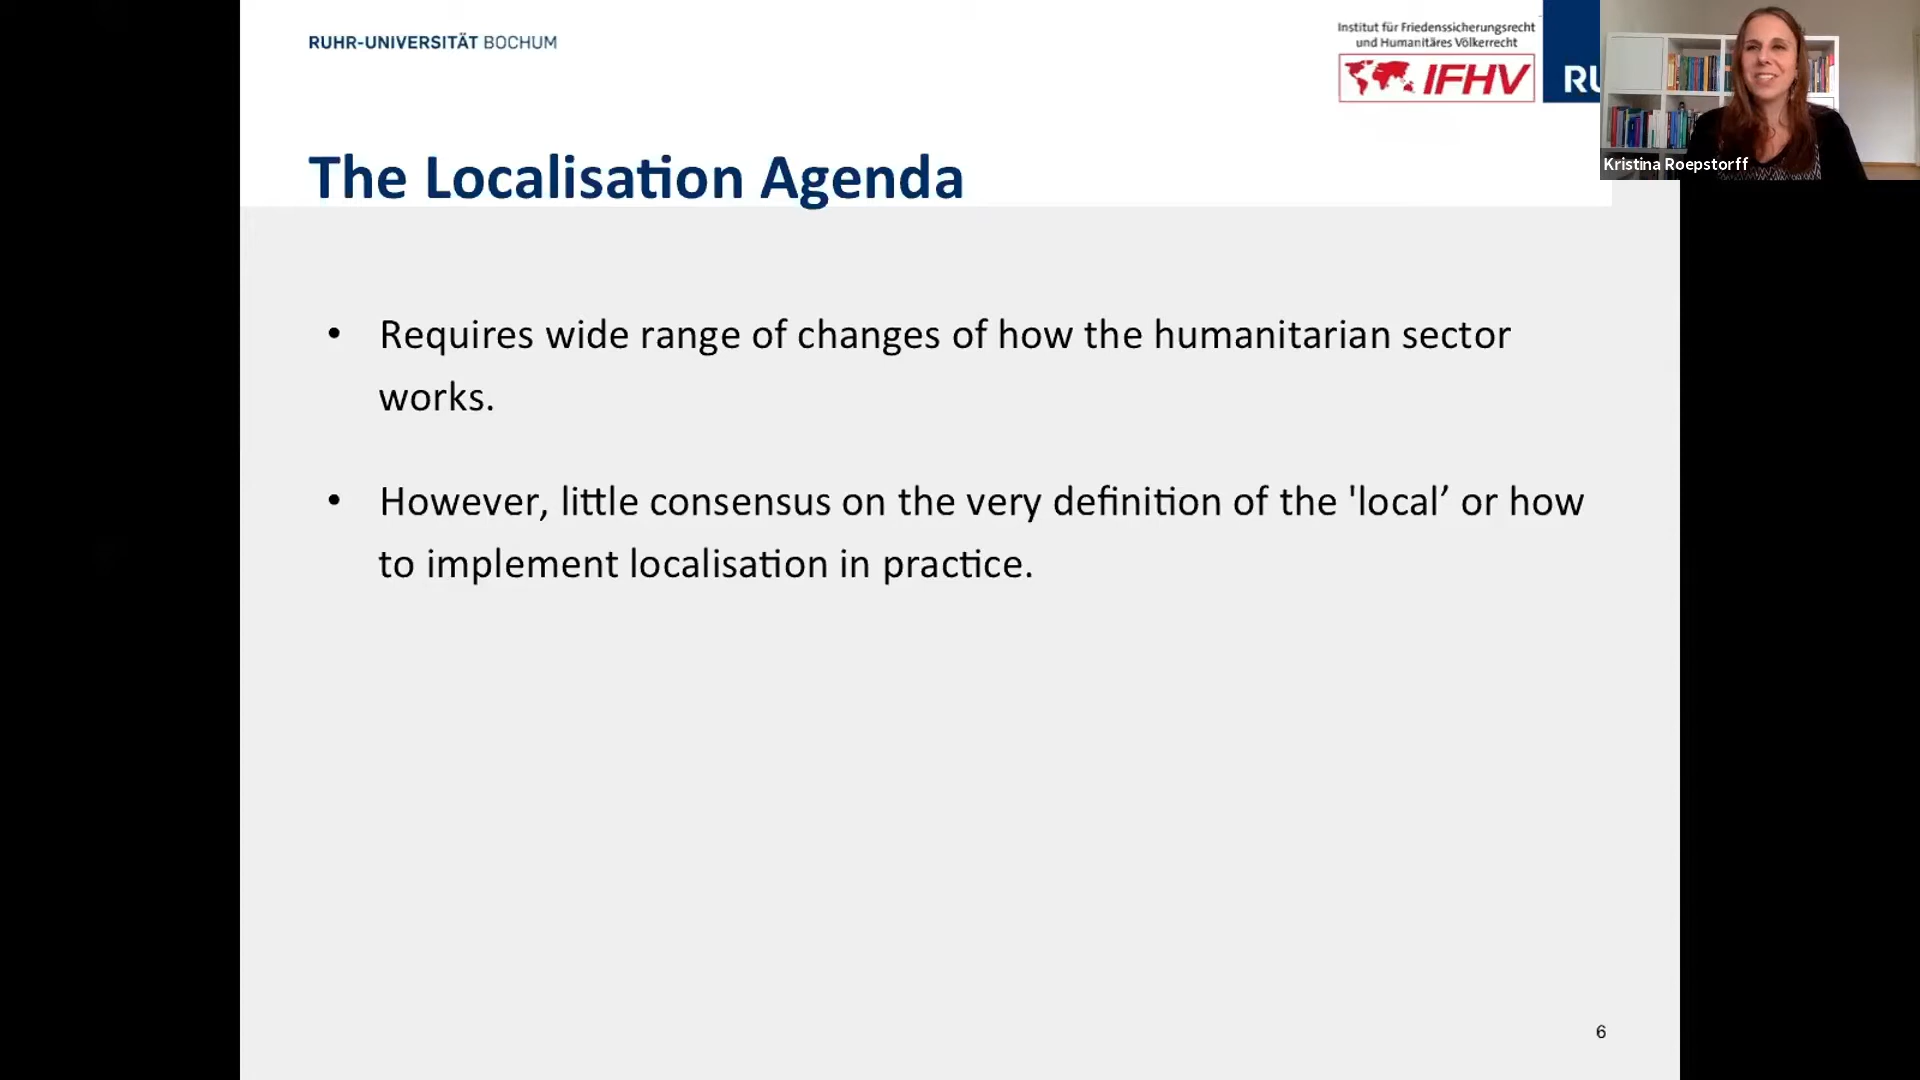 RUHR-UNIVERSITÄT BOCHUM
Institut für Friedenssicherungsrecht
und Humanitäres Völkerrecht
IFHV
RU
Kristina Roepstorff
The Localisation Agenda
• Requires wide range of changes of how the humanitarian sector
works.
• However, little consensus on the very definition of the 'local’ or how
to implement localisation in practice.
6